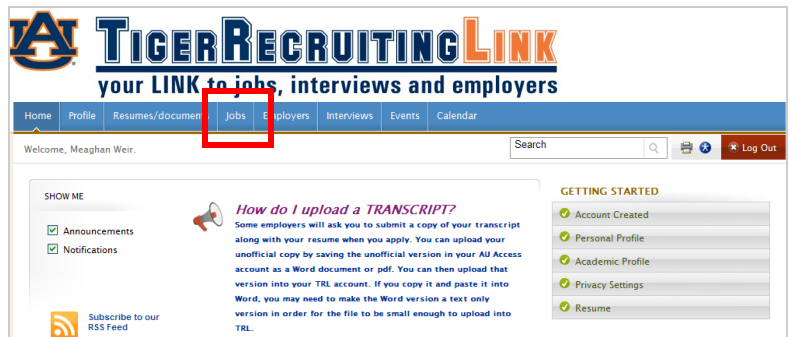 AU
TIGERRECRUITINGLINK
your LINK to jobs, interviews and employers
Home Profile Resumes/documents Jobs Employers Interviews Events Calendar
Welcome, Meaghan Weir.
Search
Log Out
SHOW ME
Announcements
Notifications
Subscribe to our
RSS Feed
How do I upload a TRANSCRIPT?
Some employers will ask you to submit a copy of your transcript
along with your resume when you apply. You can upload your
unofficial copy by saving the unofficial version in your AU Access
account as a Word document or pdf. You can then upload that
version into your TRL account. If you copy it and paste it into
Word, you may need to make the Word version a text only
version in order for the file to be small enough to upload into
TRL.
GETTING STARTED
Account Created
Personal Profile
Academic Profile
Privacy Settings
Resume